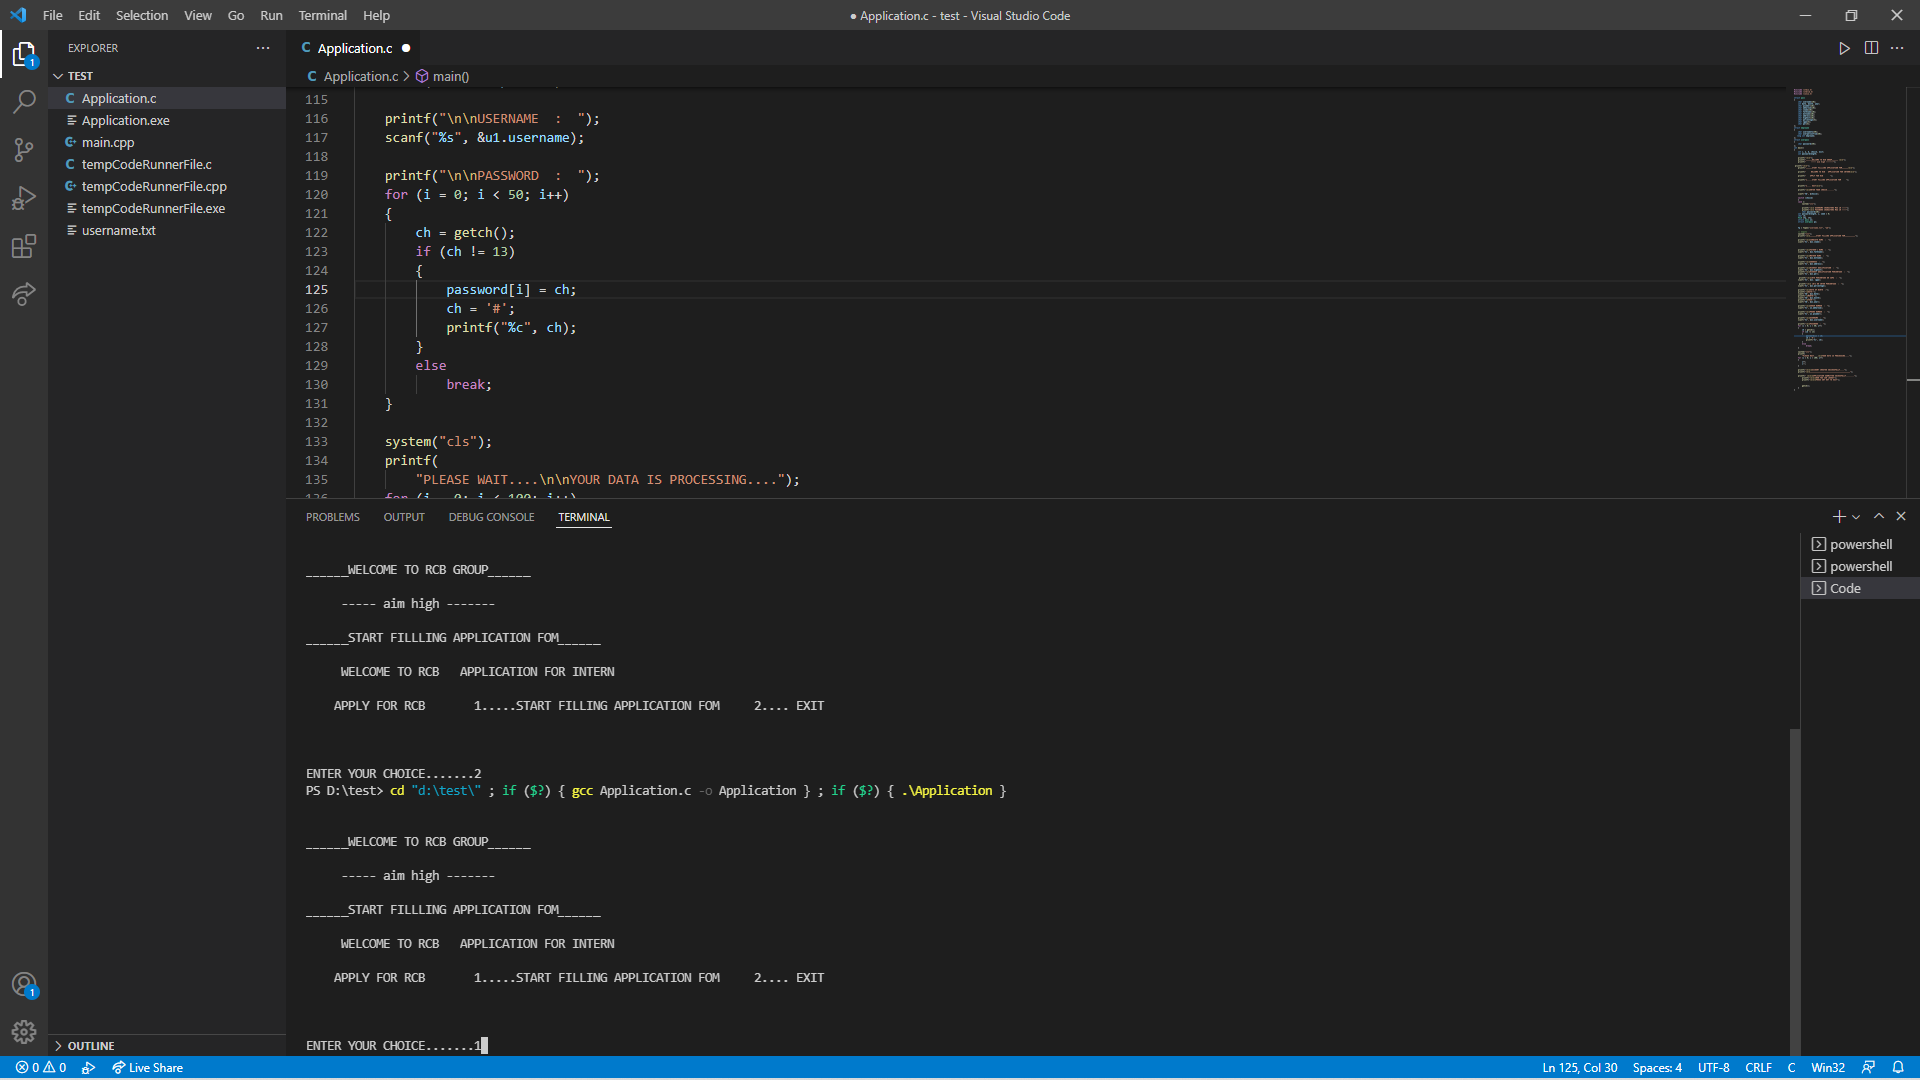 File Edit Selection View Go Run Terminal Help
● Application.c - test - Visual Studio Code
EXPLORER
TEST
Application.c
Application.exe
main.cpp
tempCodeRunnerFile.c
tempCodeRunnerFile.cpp
tempCodeRunnerFile.exe
username.txt
OUTLINE
1
1
C Application.c ●
C Application.c > main()
115
116 printf("\n\nUSERNAME  :  ");
117 scanf("%s", &u1.username);
118
119 printf("\n\nPASSWORD  :  ");
120 for (i = 0; i < 50; i++)
121 {
122 ch = getch();
123 if (ch != 13)
124 {
125 password[i] = ch;
126 ch = '#';
127 printf("%c", ch);
128 }
129 else
130 break;
131 }
132
133 system("cls");
134 printf(
135 "PLEASE WAIT....\n\nYOUR DATA IS PROCESSING....");
136 for (i = 0; i < 100; i++)
PROBLEMS OUTPUT DEBUG CONSOLE TERMINAL
______WELCOME TO RCB GROUP______
----- aim high -------
______START FILLLING APPLICATION FOM______
WELCOME TO RCB   APPLICATION FOR INTERN
APPLY FOR RCB       1.....START FILLING APPLICATION FOM     2.... EXIT
ENTER YOUR CHOICE.......2
PS D:\test> cd "d:\test\" ; if ($?) { gcc Application.c -o Application } ; if ($?) { .\Application }
______WELCOME TO RCB GROUP______
----- aim high -------
______START FILLLING APPLICATION FOM______
WELCOME TO RCB   APPLICATION FOR INTERN
APPLY FOR RCB       1.....START FILLING APPLICATION FOM     2.... EXIT
ENTER YOUR CHOICE.......1
powershell
powershell
Code
0 0 Live Share
Ln 125, Col 30 Spaces: 4 UTF-8 CRLF C Win32